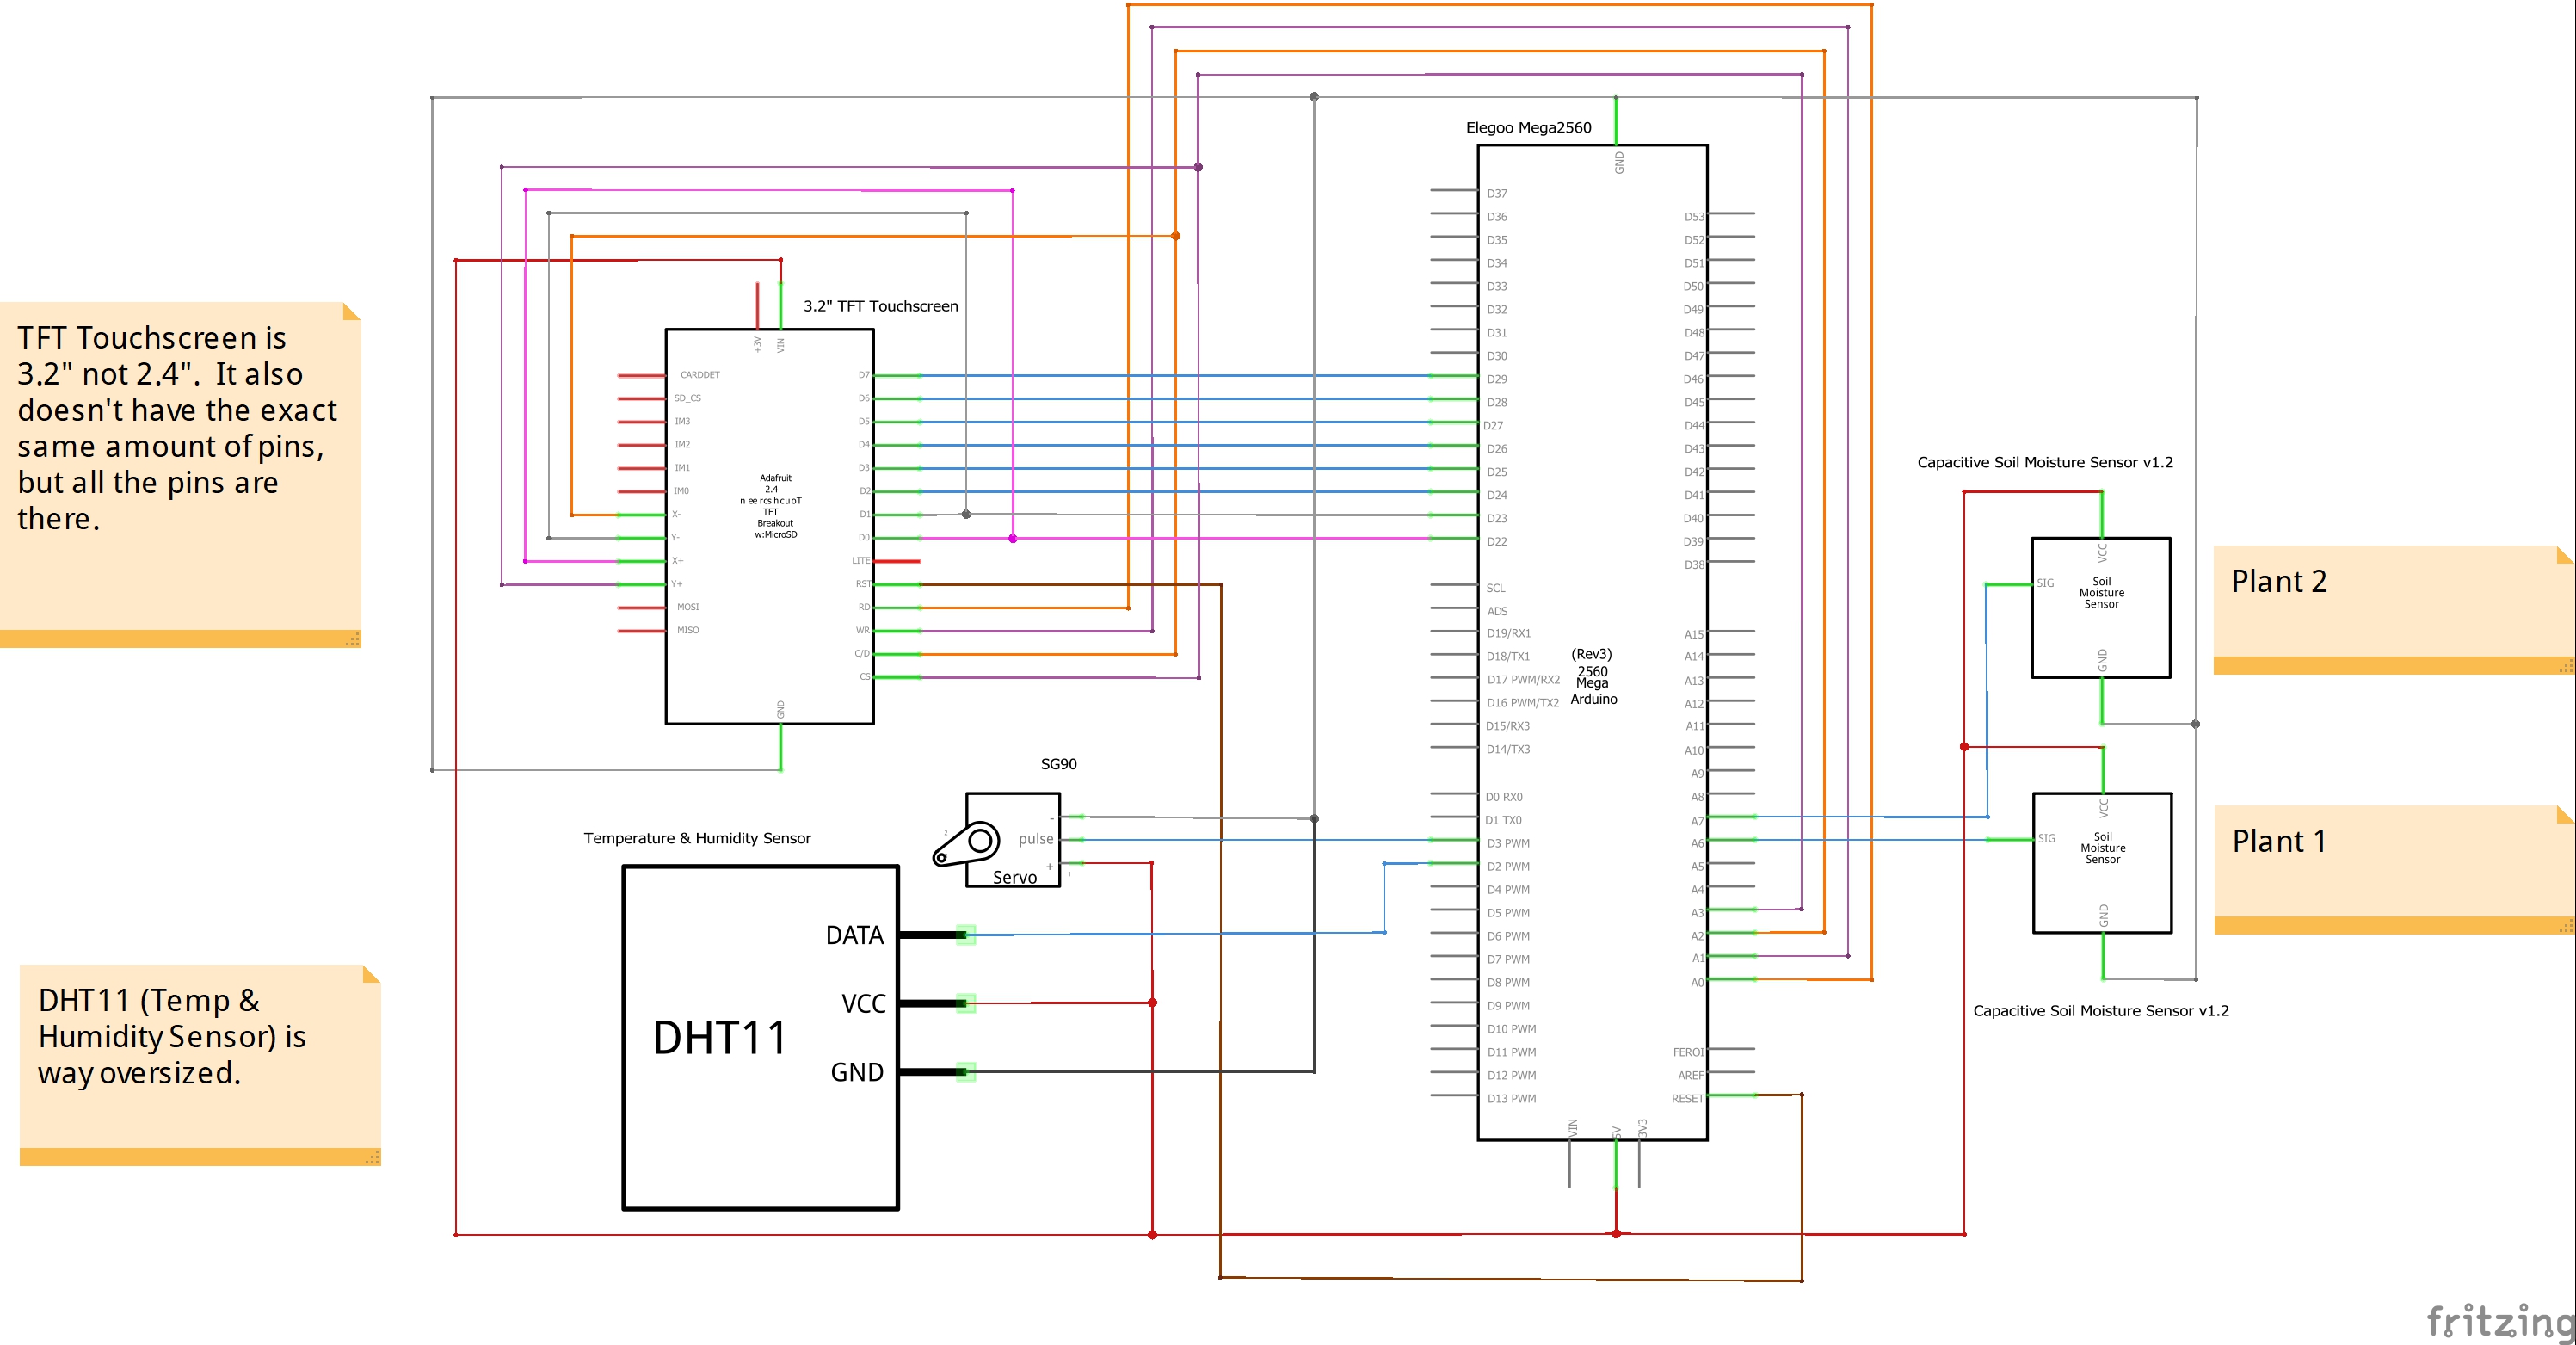 Elegoo Mega2560
GND
D37
D36
D35
D34
D33
D32
D31
D30
D29
D28
D27
D26
D25
D24
D23
D22
SCL
ADS
D19/RX1
D18/TX1
D17 PWM/RX2
D16 PWM/TX2
D15/RX3
D14/TX3
D0 RX0
D1 TX0
D3 PWM
D2 PWM
D4 PWM
D5 PWM
D6 PWM
D7 PWM
D8 PWM
D9 PWM
D10 PWM
D11 PWM
D12 PWM
D13 PWM
(Rev3)
2560
Mega
Arduino
D53
D52
D51
D50
D49
D48
D47
D46
D45
D44
D43
D42
D41
D40
D39
D38
A15
A14
A13
A12
A11
A10
A9
A8
A7
A6
A5
A4
A3
A2
A1
A0
FEROI
AREF
RESET
VIN
5V
3V3
TFT Touchscreen is
3.2" not 2.4". It also
doesn't have the exact
same amount of pins,
but all the pins are
there.
3.2" TFT Touchscreen
+3V
VIN
CARDDET
SD_CS
IM3
IM2
IM1
IM0
X-
Y-
X+
Y+
MOSI
MISO
Adafruit
2.4
n ee rcs hcuoT
TFT
Breakout
w:MicroSD
D7
D6
D5
D4
D3
D2
D1
D0
LITE
RST
RD
WR
C/D
CS
GND
SG90
-
pulse
+
2
1
Servo
Temperature & Humidity Sensor
DHT11
DATA
VCC
GND
DHT11 (Temp &
Humidity Sensor) is
way oversized.
Capacitive Soil Moisture Sensor v1.2
VCC
SIG
Soil
Moisture
Sensor
GND
Plant 2
VCC
SIG
Soil
Moisture
Sensor
GND
Plant 1
Capacitive Soil Moisture Sensor v1.2
fritzing